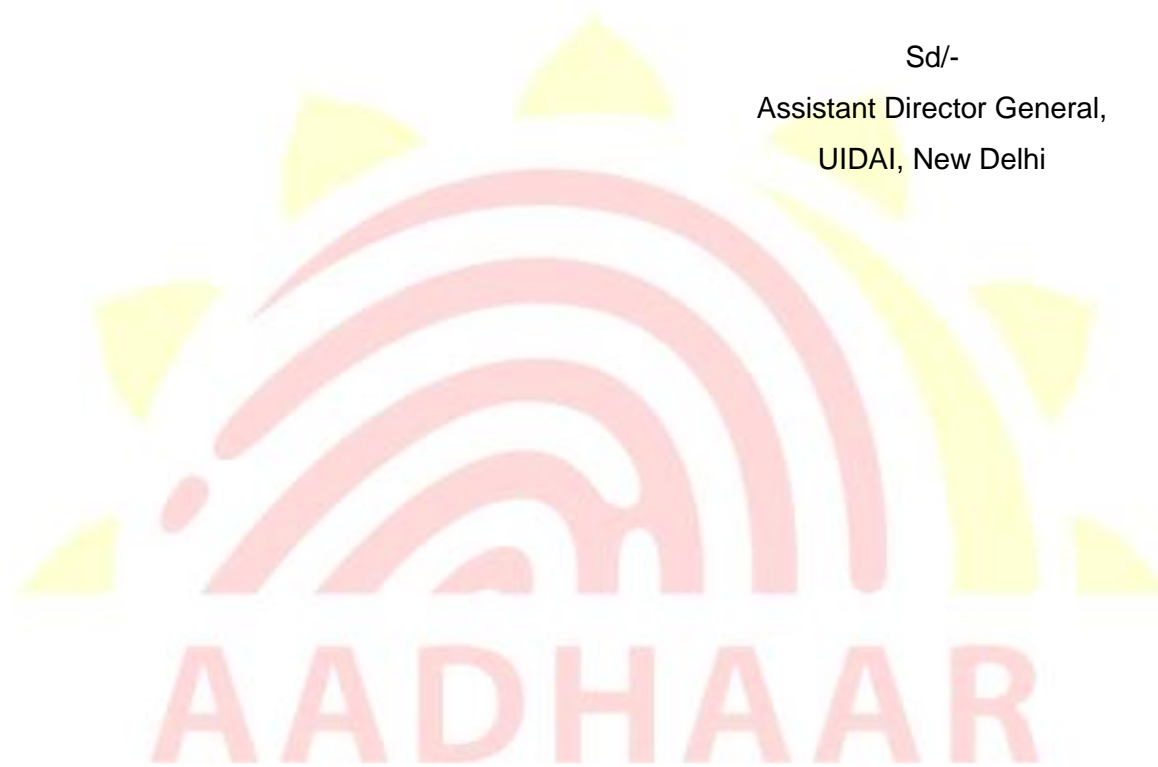 Sd/-
Assistant Director General,
UIDAI, New Delhi
AADHAAR